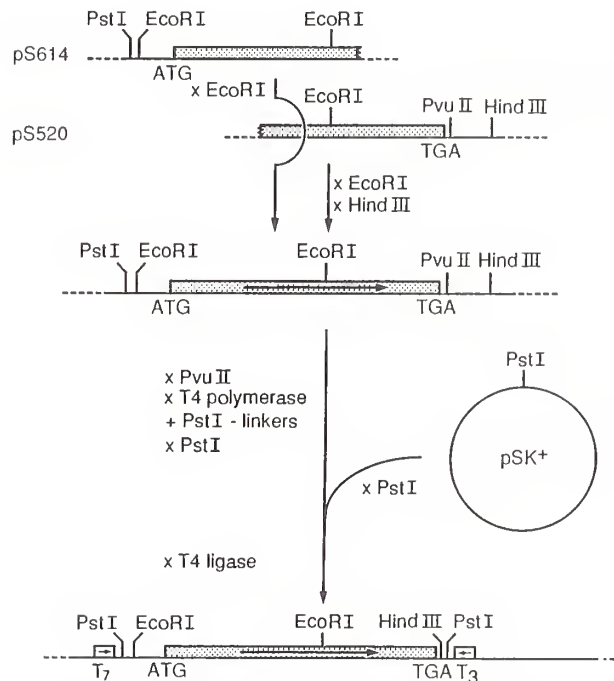 PstI EcoRI EcoRI
pS614
ATG
x EcoRI
EcoRI
PvuII HindIII
pS520
TGA
x EcoRI
x HindIII
PstI EcoRI EcoRI PvuII HindIII
ATG TGA
x PvuII
x T4 polymerase
+ PstI - linkers
x PstI
PstI
pSK+
x PstI
x T4 ligase
PstI EcoRI EcoRI HindIII PstI
T7 ATG TGA T3